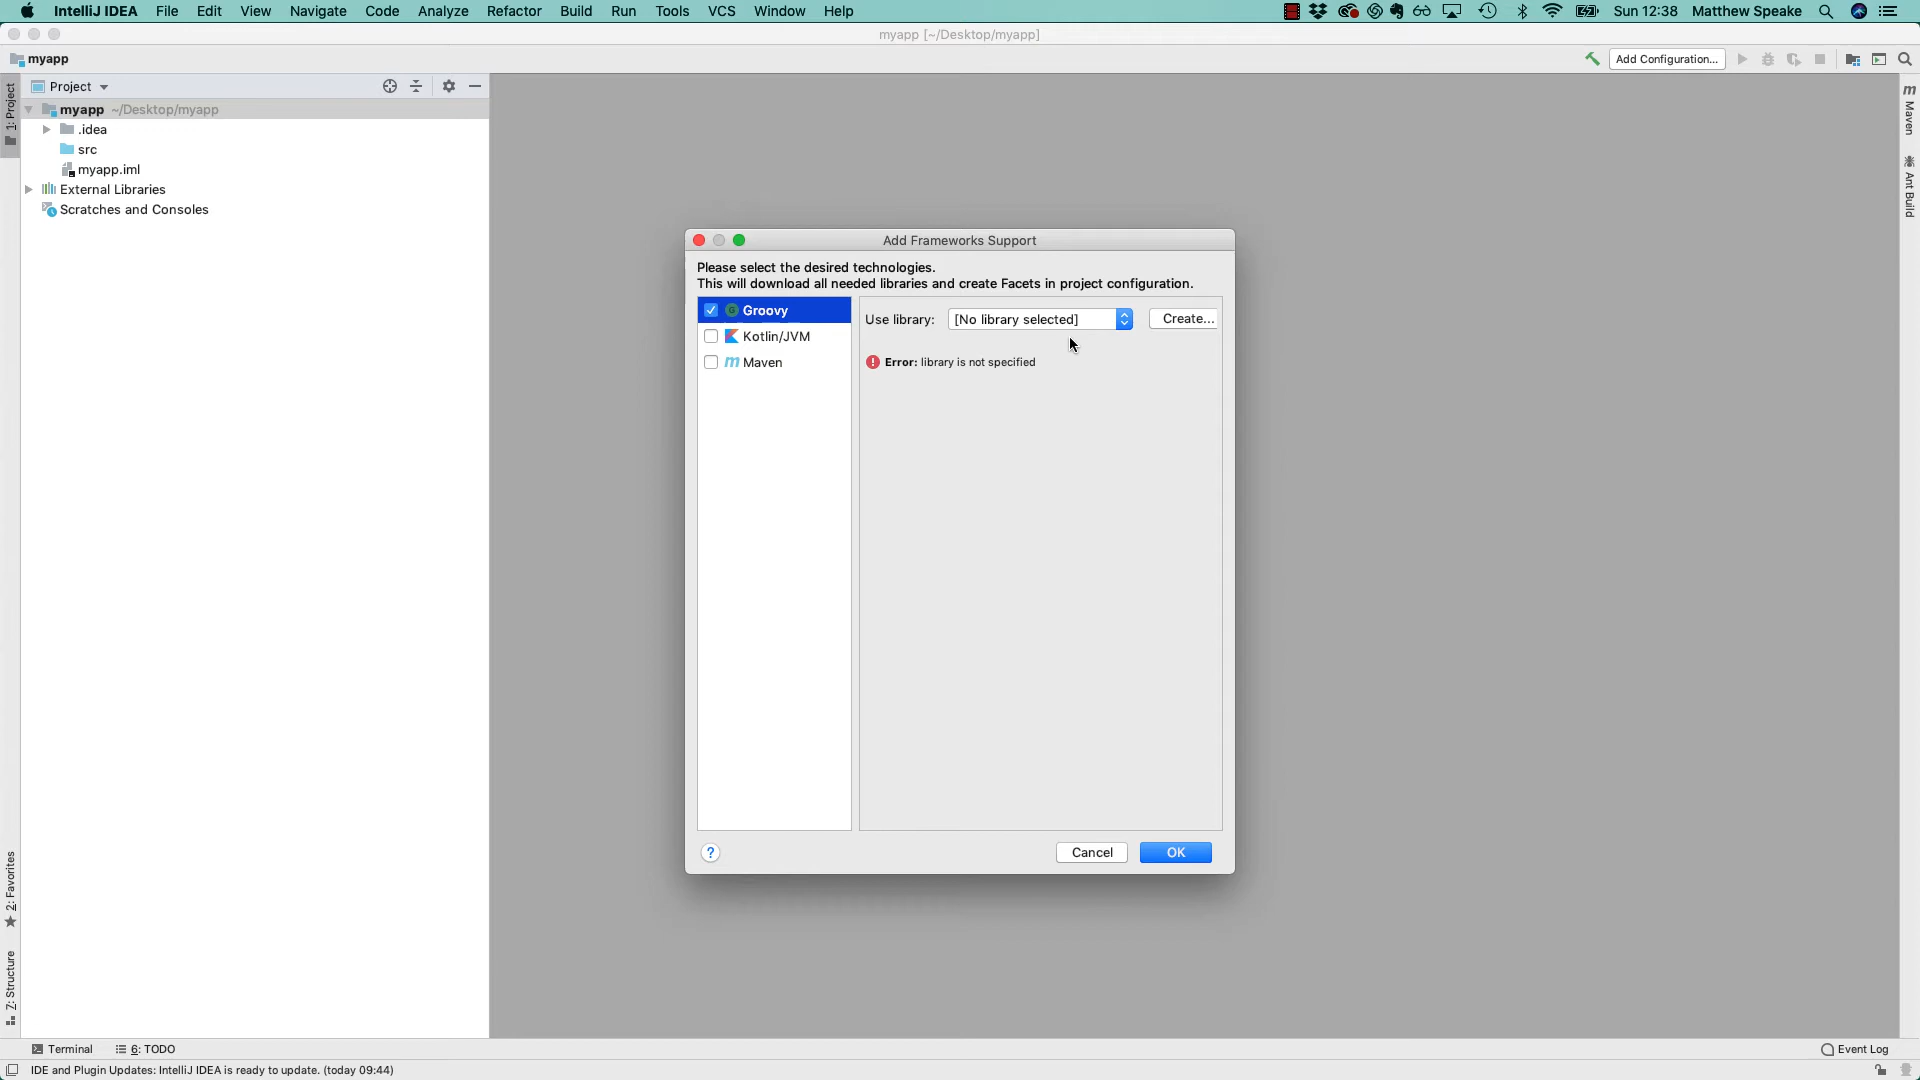 IntelliJ IDEA File Edit View Navigate Code Analyze Refactor Build Run Tools VCS Window Help Sun 12:38 Matthew Speake
myapp [~/Desktop/myapp]
myapp Add Configuration...
1: Project Project
myapp ~/Desktop/myapp
.idea
src
myapp.iml
External Libraries
Scratches and Consoles
m Maven
Ant Build
Add Frameworks Support
Please select the desired technologies.
This will download all needed libraries and create Facets in project configuration.
Groovy
Kotlin/JVM
m Maven
Use library: [No library selected] Create...
Error: library is not specified
? Cancel OK
2: Favorites
7: Structure
Terminal 6: TODO Event Log
IDE and Plugin Updates: IntelliJ IDEA is ready to update. (today 09:44)